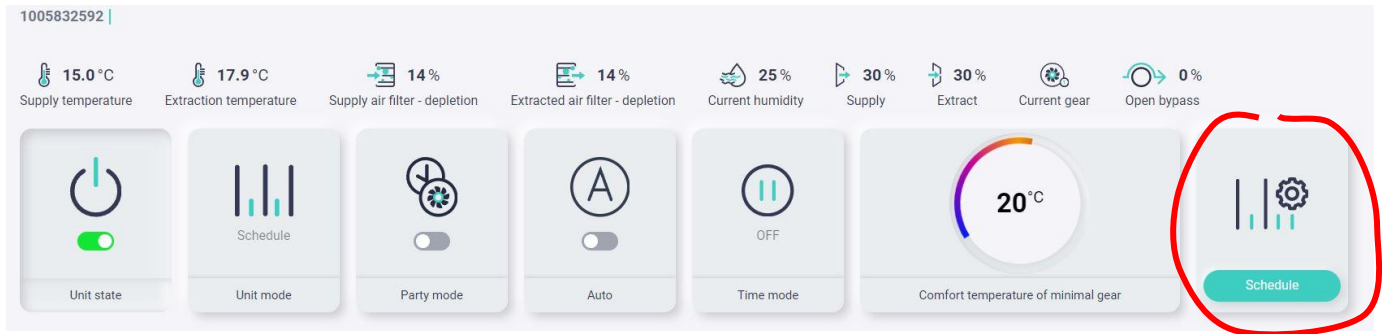 1005832592
15.0 °C
Supply temperature
17.9 °C
Extraction temperature
14 %
Supply air filter - depletion
14 %
Extracted air filter - depletion
25 %
Current humidity
30 %
Supply
30 %
Extract
Current gear
0 %
Open bypass
Unit state
Schedule
Unit mode
Party mode
A
Auto
OFF
Time mode
20°C
Comfort temperature of minimal gear
Schedule